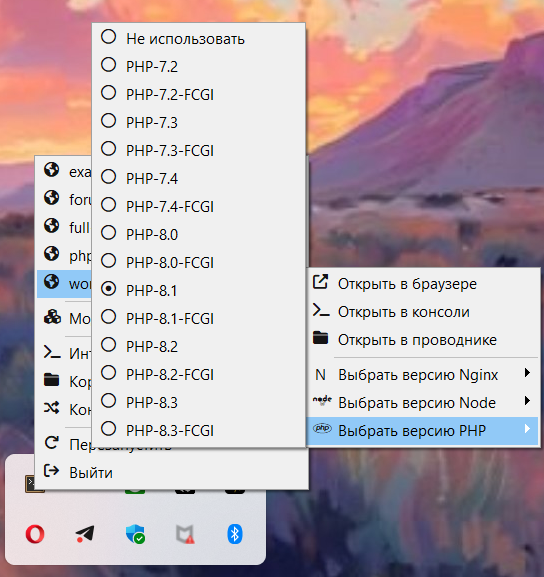 Не использовать
PHP-7.2
PHP-7.2-FCGI
PHP-7.3
PHP-7.3-FCGI
PHP-7.4
PHP-7.4-FCGI
PHP-8.0
PHP-8.0-FCGI
PHP-8.1
PHP-8.1-FCGI
PHP-8.2
PHP-8.2-FCGI
PHP-8.3
PHP-8.3-FCGI
exa
foru
full
php
wor
Мо
Инт
Кор
Кон
Перезапустить
Выйти
Открыть в браузере
Открыть в консоли
Открыть в проводнике
N Выбрать версию Nginx
node Выбрать версию Node
php Выбрать версию PHP